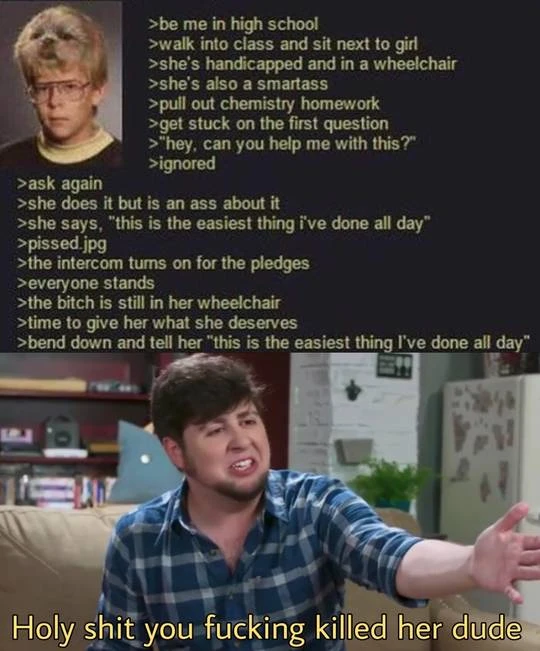 >be me in high school
>walk into class and sit next to girl
>she's handicapped and in a wheelchair
>she's also a smartass
>pull out chemistry homework
>get stuck on the first question
>"hey, can you help me with this?"
>ignored
>ask again
>she does it but is an ass about it
>she says, "this is the easiest thing i've done all day"
>pissed.jpg
>the intercom turns on for the pledges
>everyone stands
>the bitch is still in her wheelchair
>time to give her what she deserves
>bend down and tell her "this is the easiest thing I've done all day"
Holy shit you fucking killed her dude